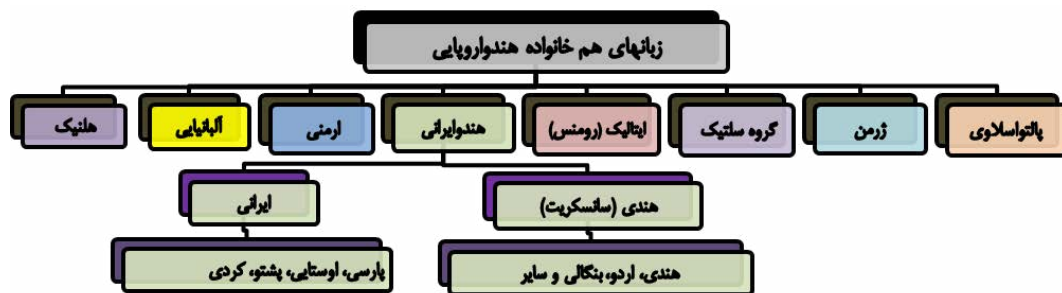 زبانهای هم خانواده هندواروپایی
پالتواسلاوی
ژرمن
گروه سلتیک
ایتالیک (رومنس)
هندوایرانی
ارمنی
آلبانیایی
هلنیک
هندی (سانسکریت)
ایرانی
هندی، اردو، بنگالی و سایر
پارسی، اوستایی، پشتو، کردی